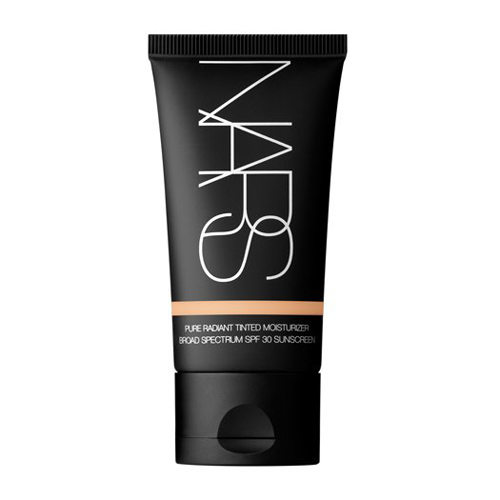 NARS
PURE RADIANT TINTED MOISTURIZER
BROAD SPECTRUM SPF 30 SUNSCREEN